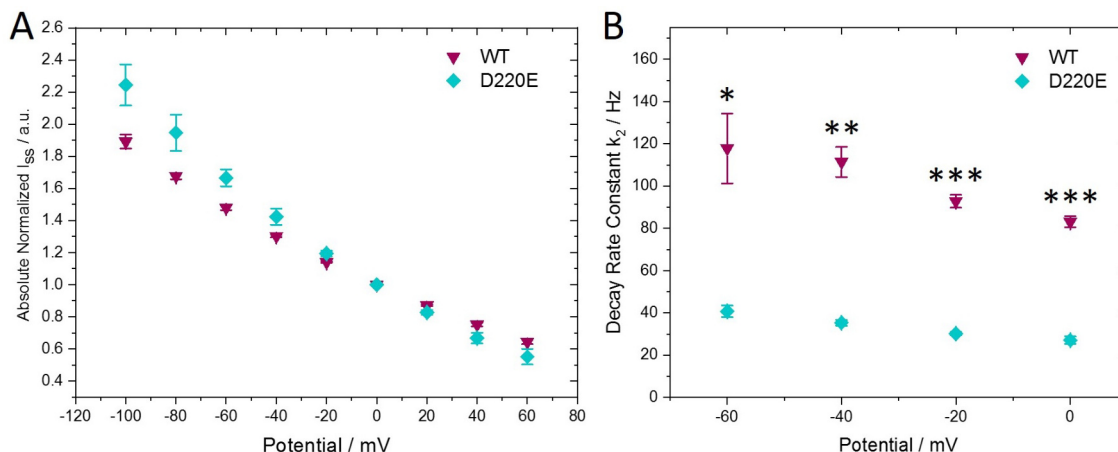 A
WT
D220E
Absolute Normalized I_SS / a.u.
2.6
2.4
2.2
2.0
1.8
1.6
1.4
1.2
1.0
0.8
0.6
0.4
-120 -100 -80 -60 -40 -20 0 20 40 60 80
Potential / mV
B
WT
D220E
Decay Rate Constant k₂ / Hz
160
140
120
100
80
60
40
20
0
*
**
***
***
-60 -40 -20 0
Potential / mV